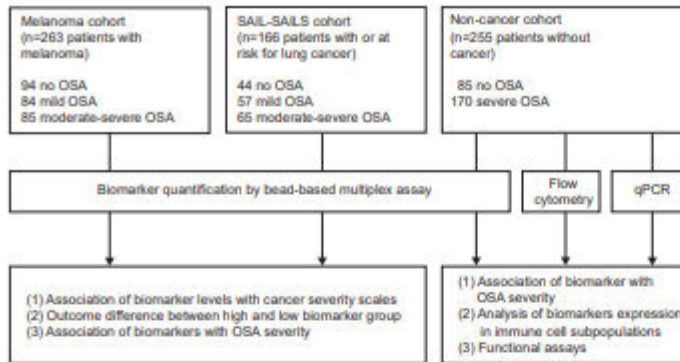 Melanoma cohort
(n=263 patients with
melanoma)
94 no OSA
84 mild OSA
85 moderate-severe OSA
SAIL-SAILS cohort
(n=166 patients with or at
risk for lung cancer)
44 no OSA
57 mild OSA
65 moderate-severe OSA
Non-cancer cohort
(n=255 patients without
cancer)
85 no OSA
170 severe OSA
Biomarker quantification by bead-based multiplex assay
Flow
cytometry
qPCR
(1) Association of biomarker levels with cancer severity scales
(2) Outcome difference between high and low biomarker group
(3) Association of biomarkers with OSA severity
(1) Association of biomarker with
OSA severity
(2) Analysis of biomarkers expression
in immune cell subpopulations
(3) Functional assays